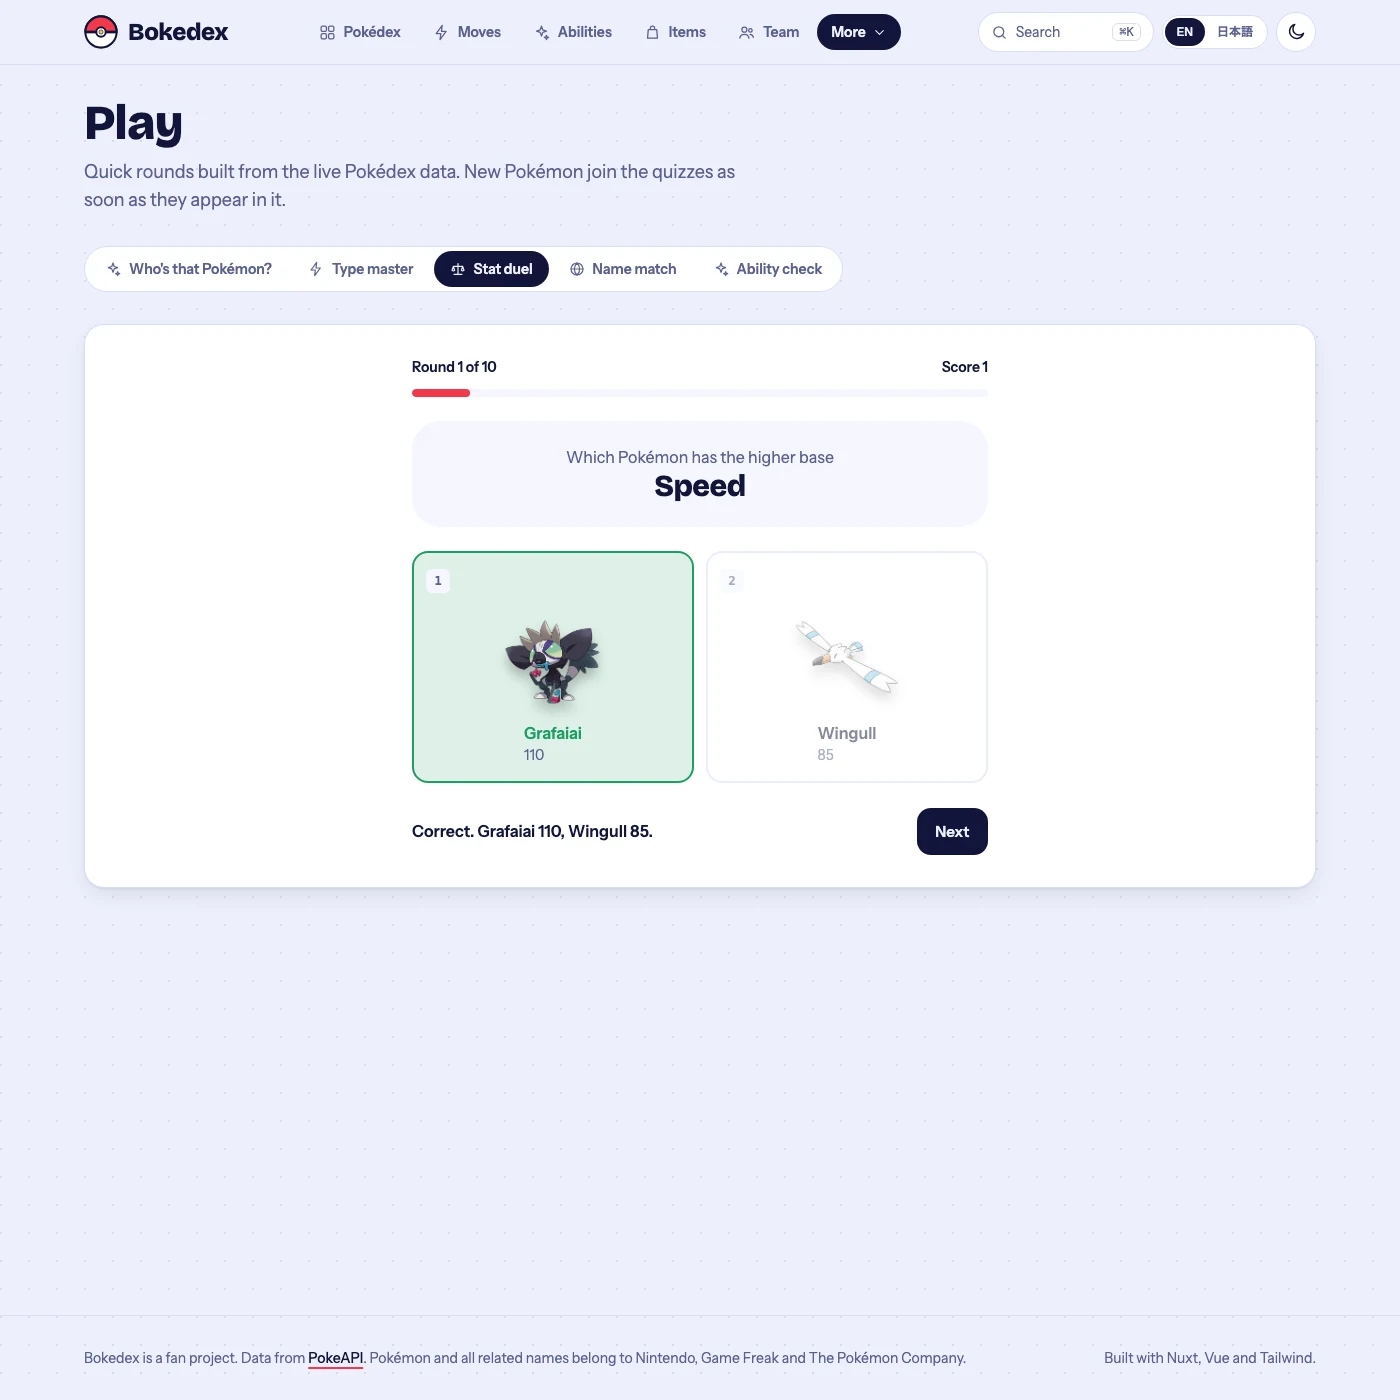 Bokedex
Pokédex
Moves
Abilities
Items
Team
More
Search
⌘K
EN
日本語
Play
Quick rounds built from the live Pokédex data. New Pokémon join the quizzes as
soon as they appear in it.
Who's that Pokémon?
Type master
Stat duel
Name match
Ability check
Round 1 of 10
Score 1
Which Pokémon has the higher base
Speed
1
2
Grafaiai
110
Wingull
85
Correct. Grafaiai 110, Wingull 85.
Next
Bokedex is a fan project. Data from PokeAPI. Pokémon and all related names belong to Nintendo, Game Freak and The Pokémon Company.
Built with Nuxt, Vue and Tailwind.